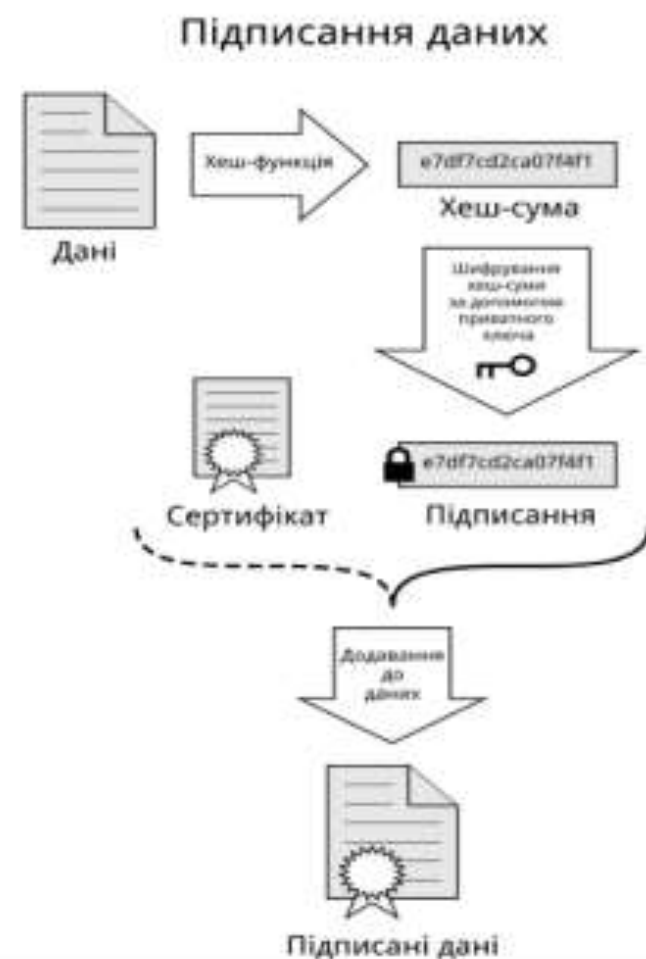 Підписання даних
Хеш-функція
e7df7cd2ca07f4f1
Хеш-сума
Дані
Шифрування
хеш-суми
за допомогою
приватного
ключа
e7df7cd2ca07f4f1
Сертифікат
Підписання
Додавання
до
даних
Підписані дані